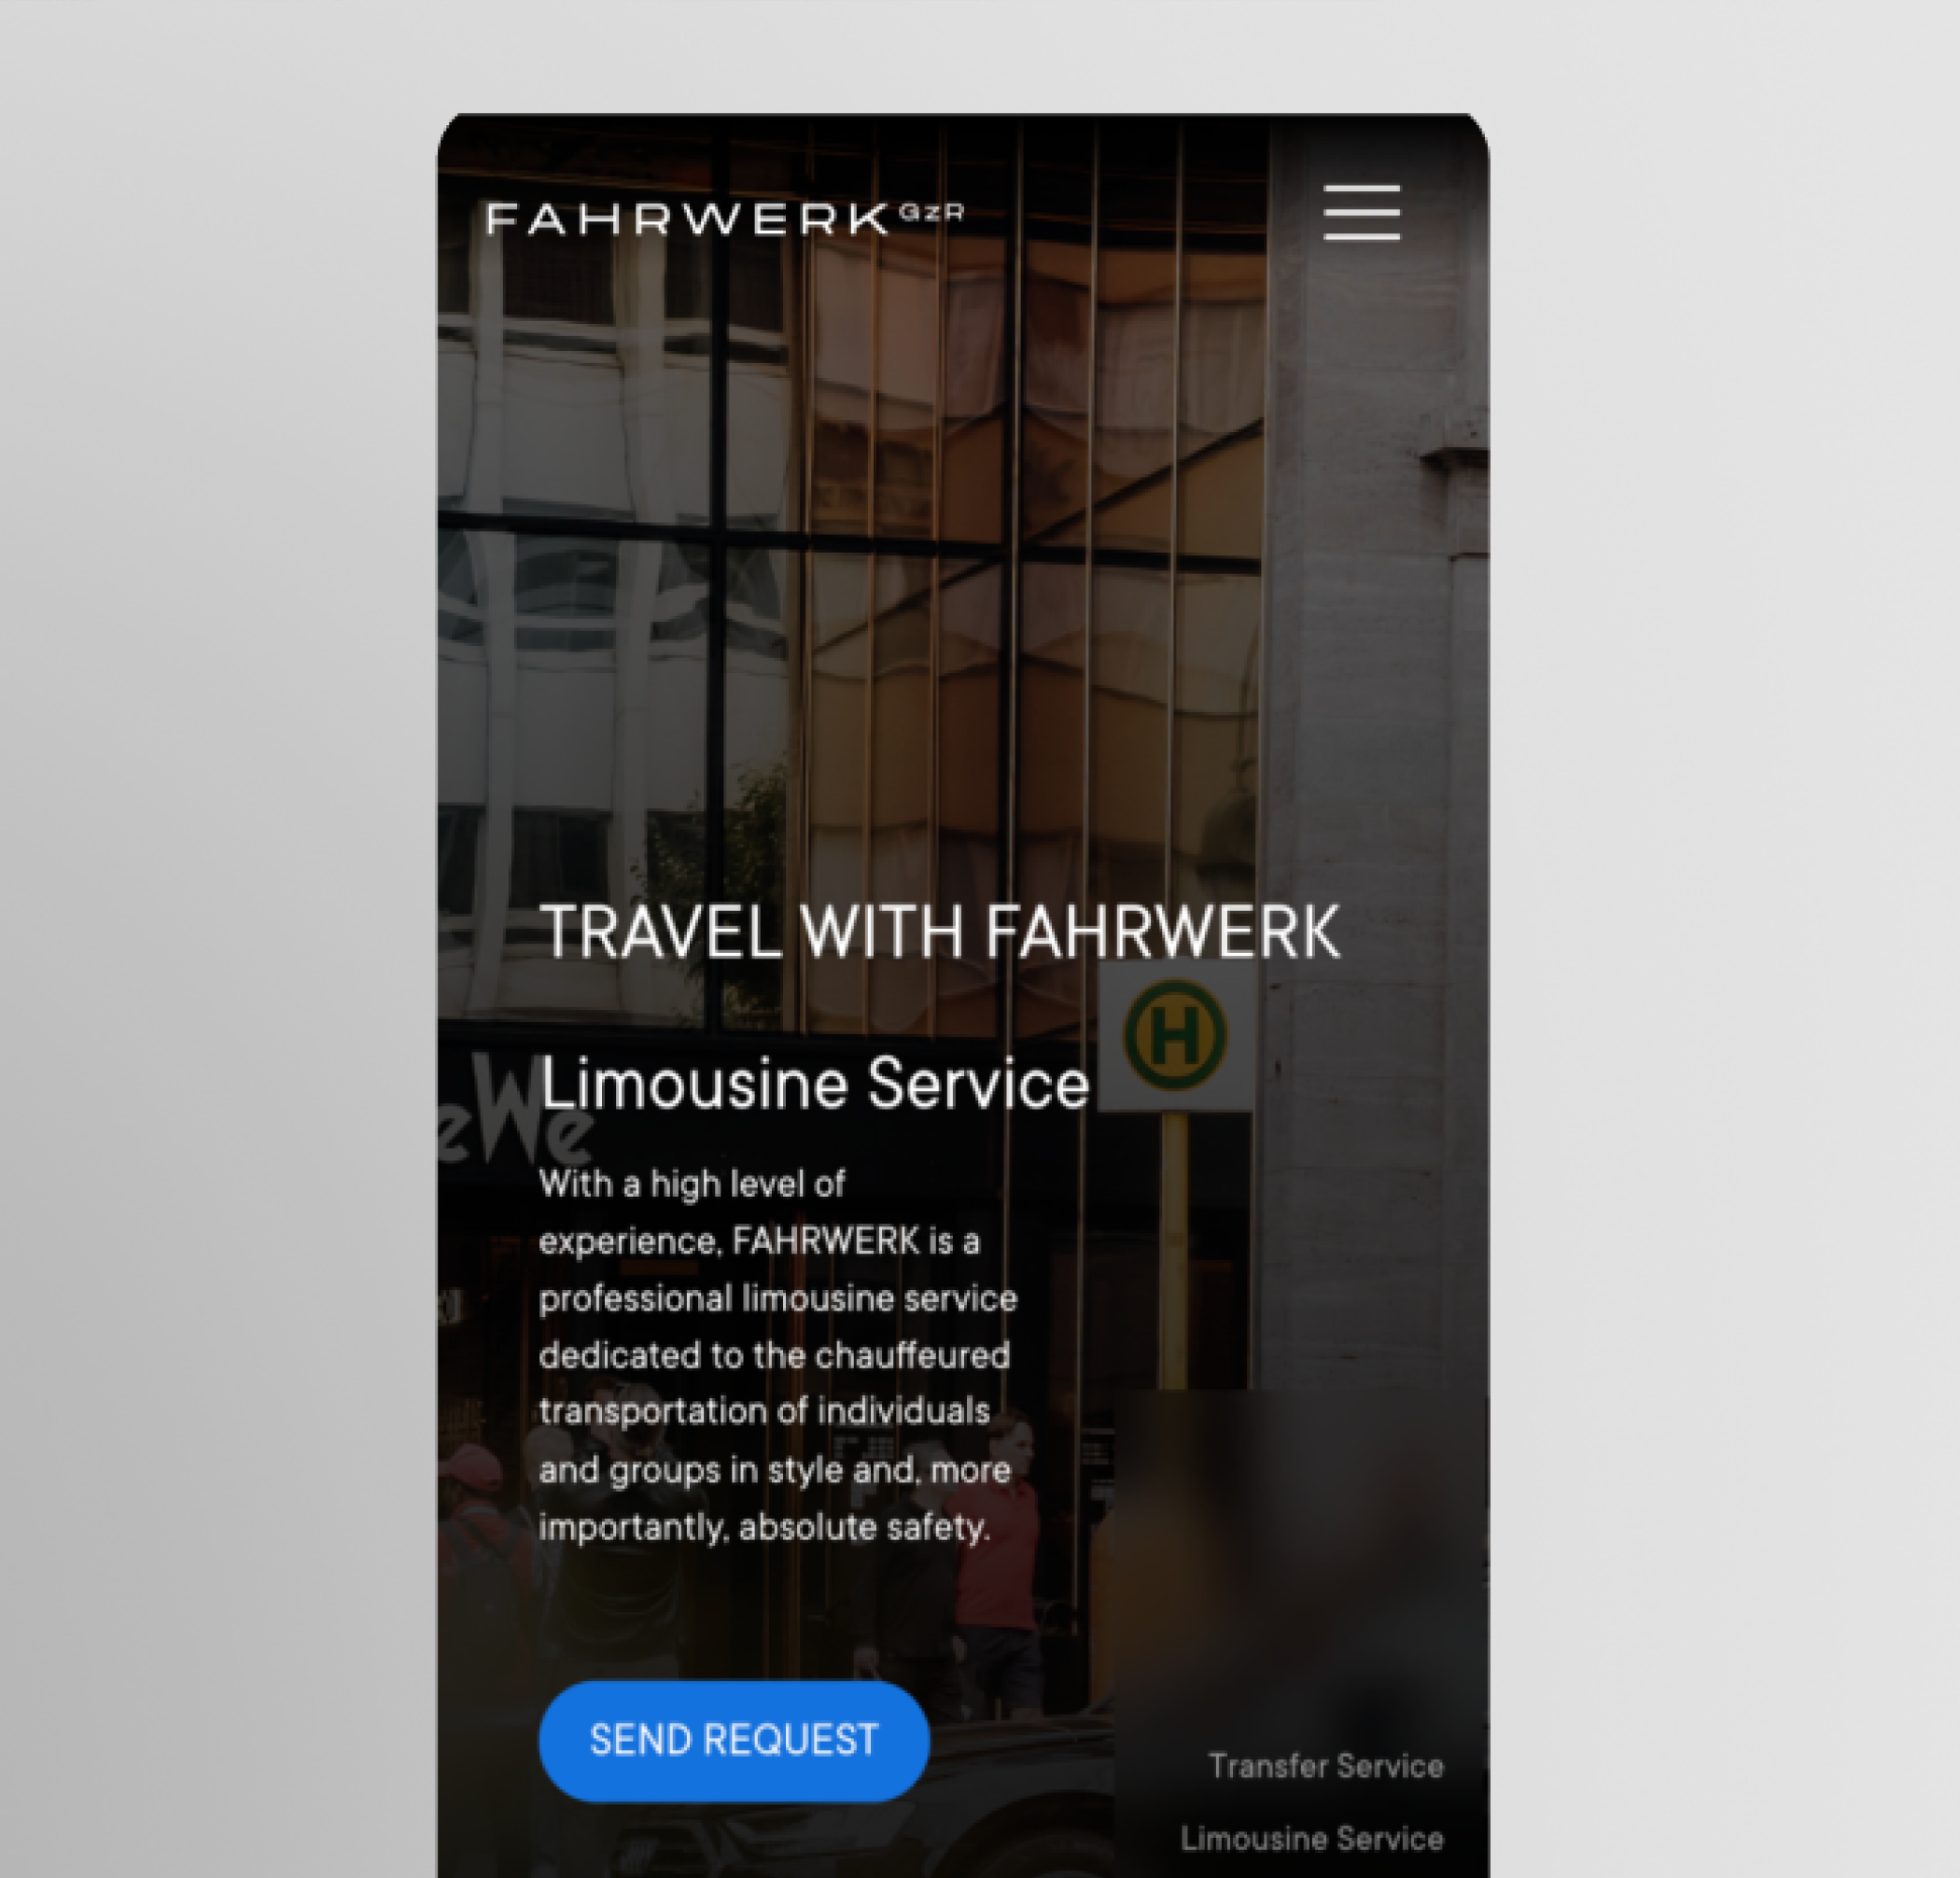 FAHRWERK GzR
TRAVEL WITH FAHRWERK
H
Limousine Service
eWe
With a high level of
experience, FAHRWERK is a
professional limousine service
dedicated to the chauffeured
transportation of individuals
and groups in style and, more
importantly, absolute safety.
SEND REQUEST
Transfer Service
Limousine Service